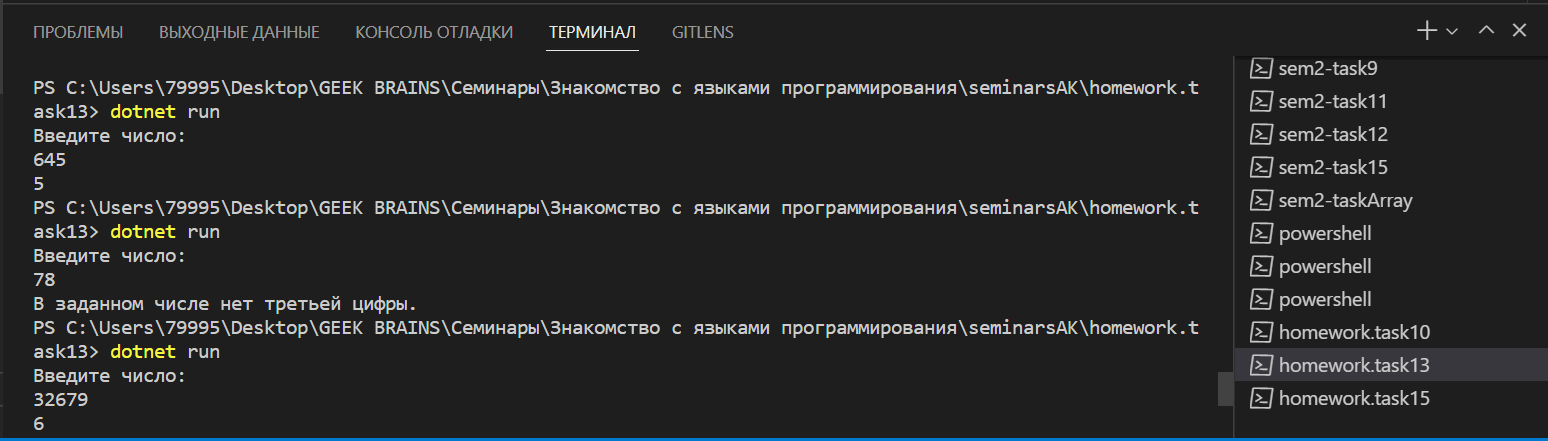 ПРОБЛЕМЫ ВЫХОДНЫЕ ДАННЫЕ КОНСОЛЬ ОТЛАДКИ ТЕРМИНАЛ GITLENS
PS C:\Users\79995\Desktop\GEEK BRAINS\Семинары\Знакомство с языками программирования\seminarsAK\homework.t
ask13> dotnet run
Введите число:
645
5
PS C:\Users\79995\Desktop\GEEK BRAINS\Семинары\Знакомство с языками программирования\seminarsAK\homework.t
ask13> dotnet run
Введите число:
78
В заданном числе нет третьей цифры.
PS C:\Users\79995\Desktop\GEEK BRAINS\Семинары\Знакомство с языками программирования\seminarsAK\homework.t
ask13> dotnet run
Введите число:
32679
6
sem2-task9
sem2-task11
sem2-task12
sem2-task15
sem2-taskArray
powershell
powershell
powershell
homework.task10
homework.task13
homework.task15